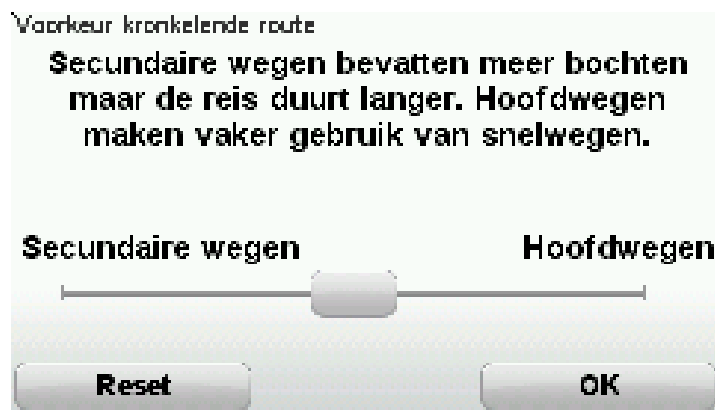 Voorkeur kronkelende route
Secundaire wegen bevatten meer bochten
maar de reis duurt langer. Hoofdwegen
maken vaker gebruik van snelwegen.
Secundaire wegen
Hoofdwegen
Reset
OK